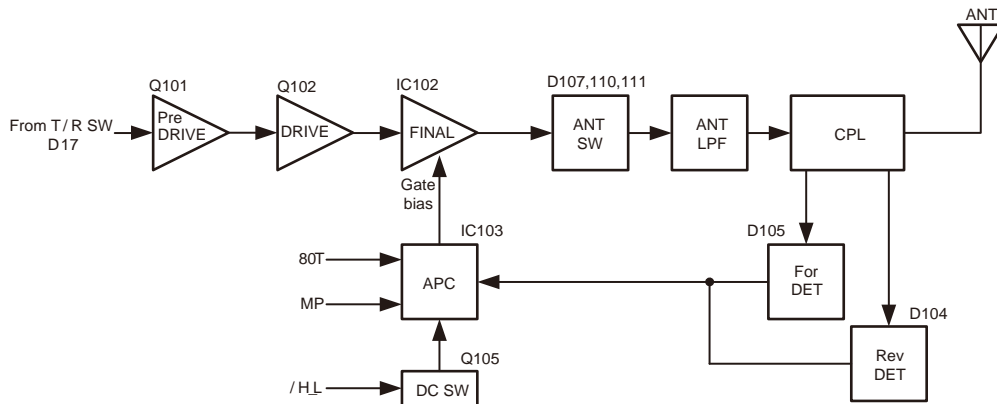 ANT
Q101
Q102
IC102
D107,110,111
From T / R SW
D17
Pre
DRIVE
DRIVE
FINAL
ANT
SW
ANT
LPF
CPL
Gate
bias
IC103
D105
80T
MP
APC
For
DET
D104
Q105
Rev
DET
/ H_L
DC SW